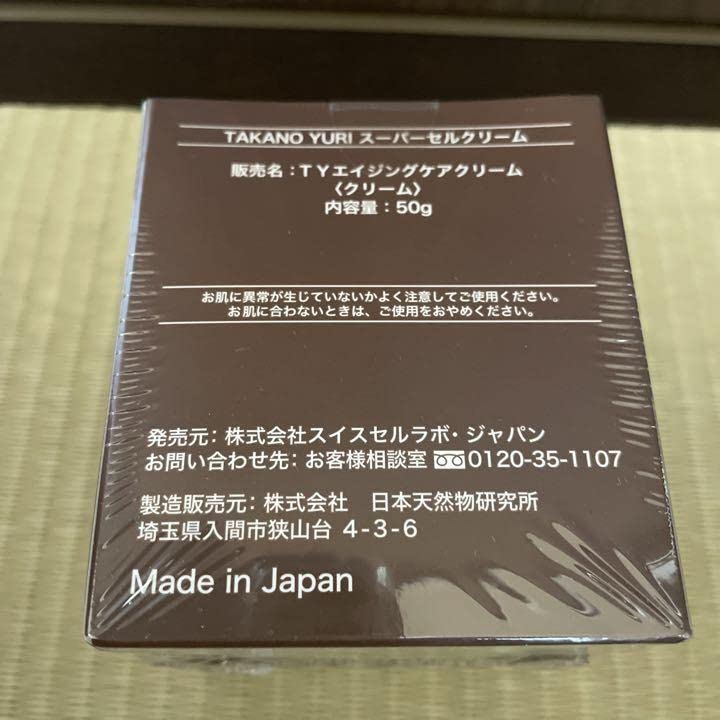 TAKANO YURI スーパーセルクリーム
販売名：ＴＹエイジングケアクリーム
〈クリーム〉
内容量：50g
お肌に異常が生じていないかよく注意してご使用ください。
お肌に合わないときは、ご使用をおやめください。
発売元：株式会社スイスセルラボ・ジャパン
お問い合わせ先：お客様相談室 0120-35-1107
製造販売元：株式会社　日本天然物研究所
埼玉県入間市狭山台 4-3-6
Made in Japan